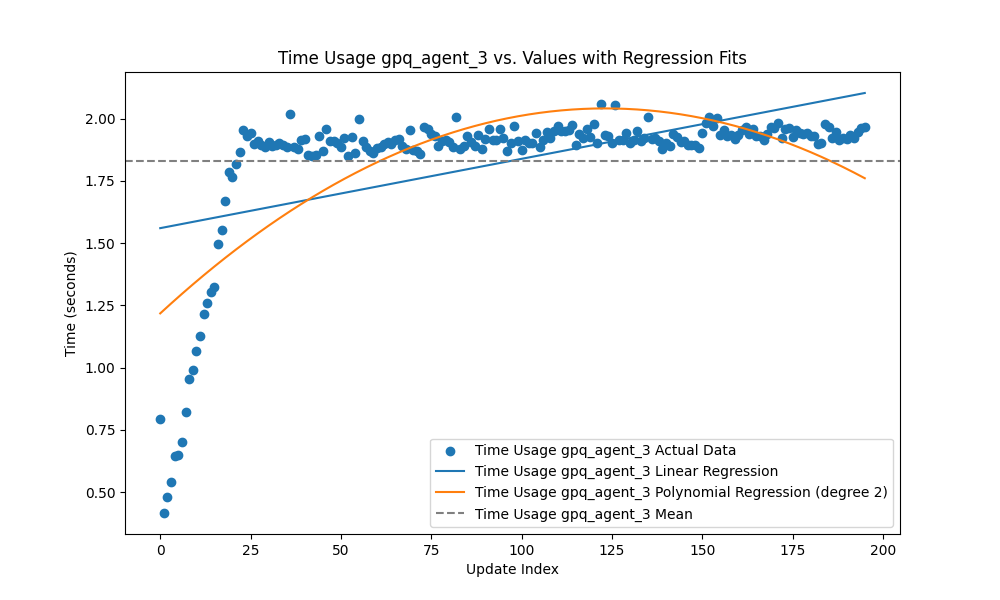 Time Usage gpq_agent_3 vs. Values with Regression Fits
2.00
1.75
1.50
1.25
1.00
0.75
0.50
Time (seconds)
Time Usage gpq_agent_3 Actual Data
Time Usage gpq_agent_3 Linear Regression
Time Usage gpq_agent_3 Polynomial Regression (degree 2)
Time Usage gpq_agent_3 Mean
0 25 50 75 100 125 150 175 200
Update Index